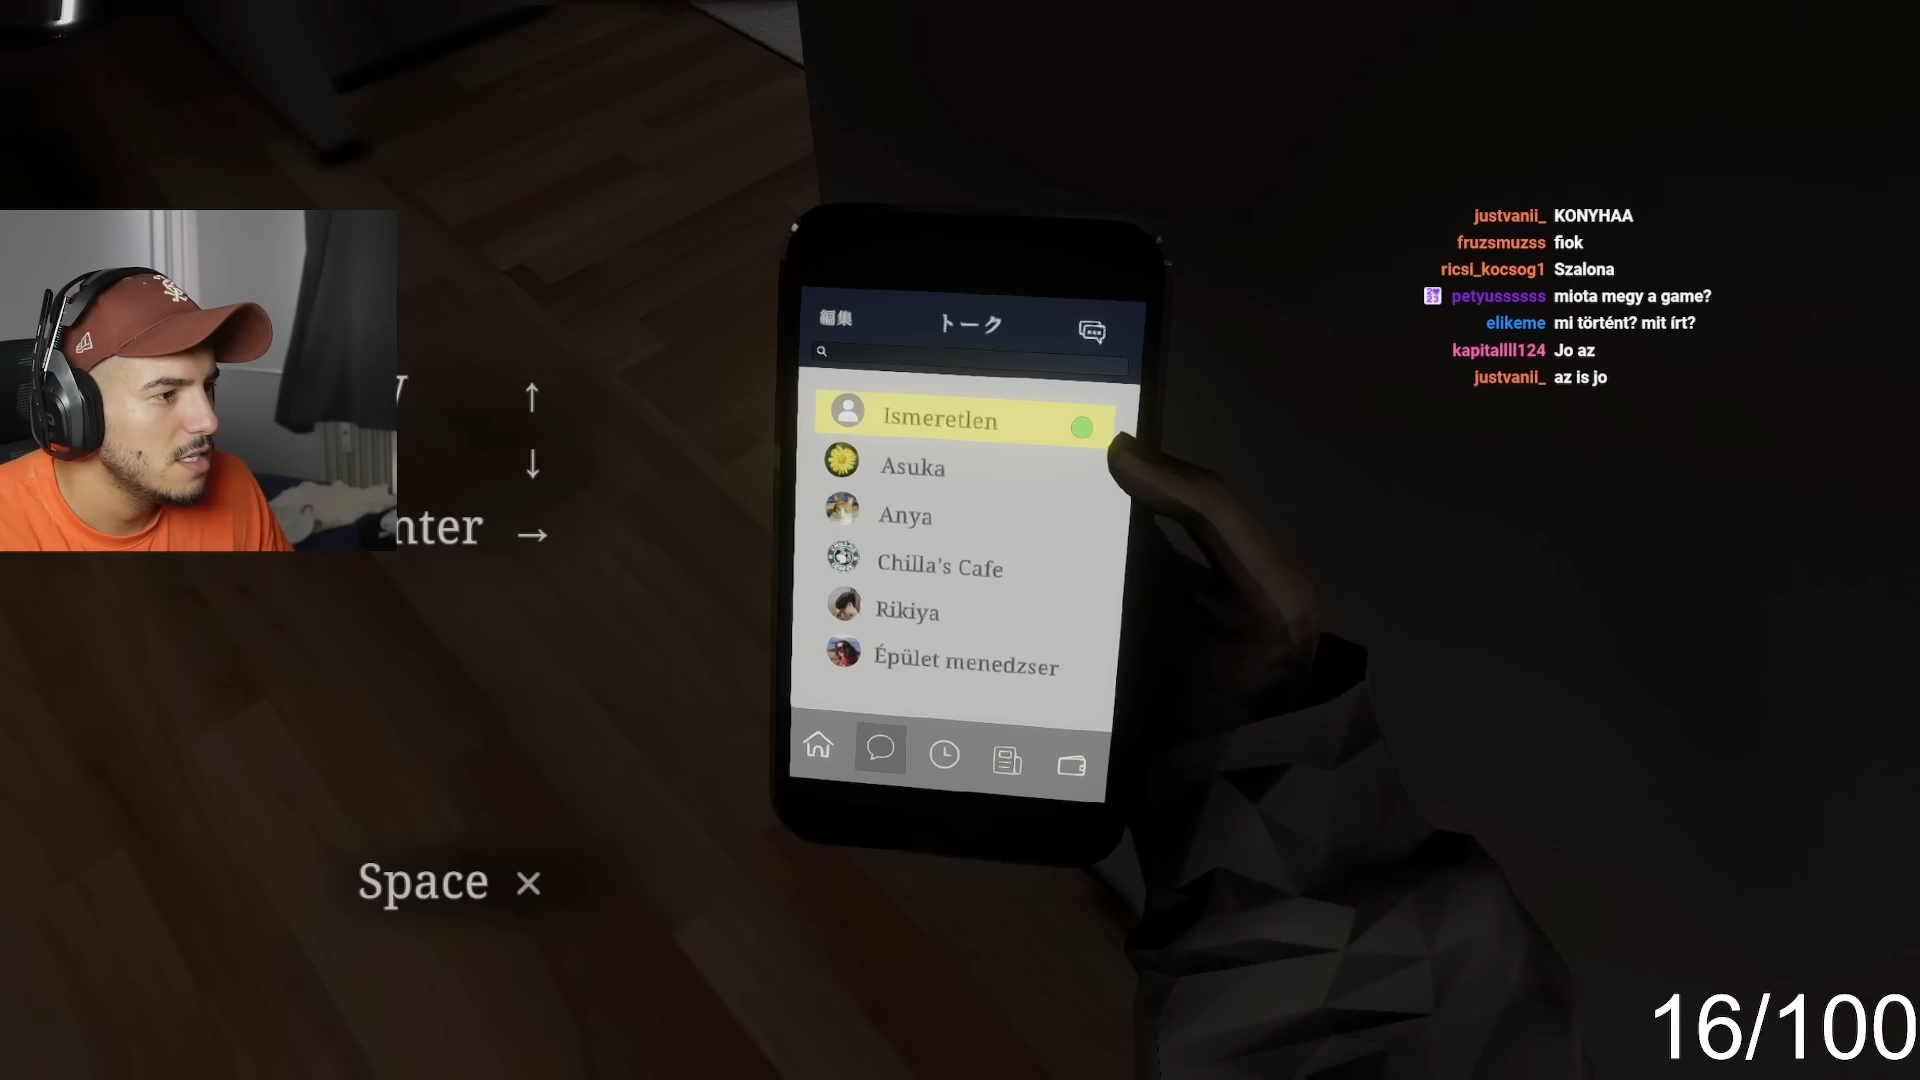 justvanii_ KONYHAA
fruzsmuzss fiok
ricsi_kocsog1 Szalona
petyussssss miota megy a game?
elikeme mi történt? mit írt?
kapitallll124 Jo az
justvanii_ az is jo
編集 トーク
Ismeretlen
Asuka
Anya
Chilla's Cafe
Rikiya
Épület menedzser
↑
↓
nter →
Space ×
16/100